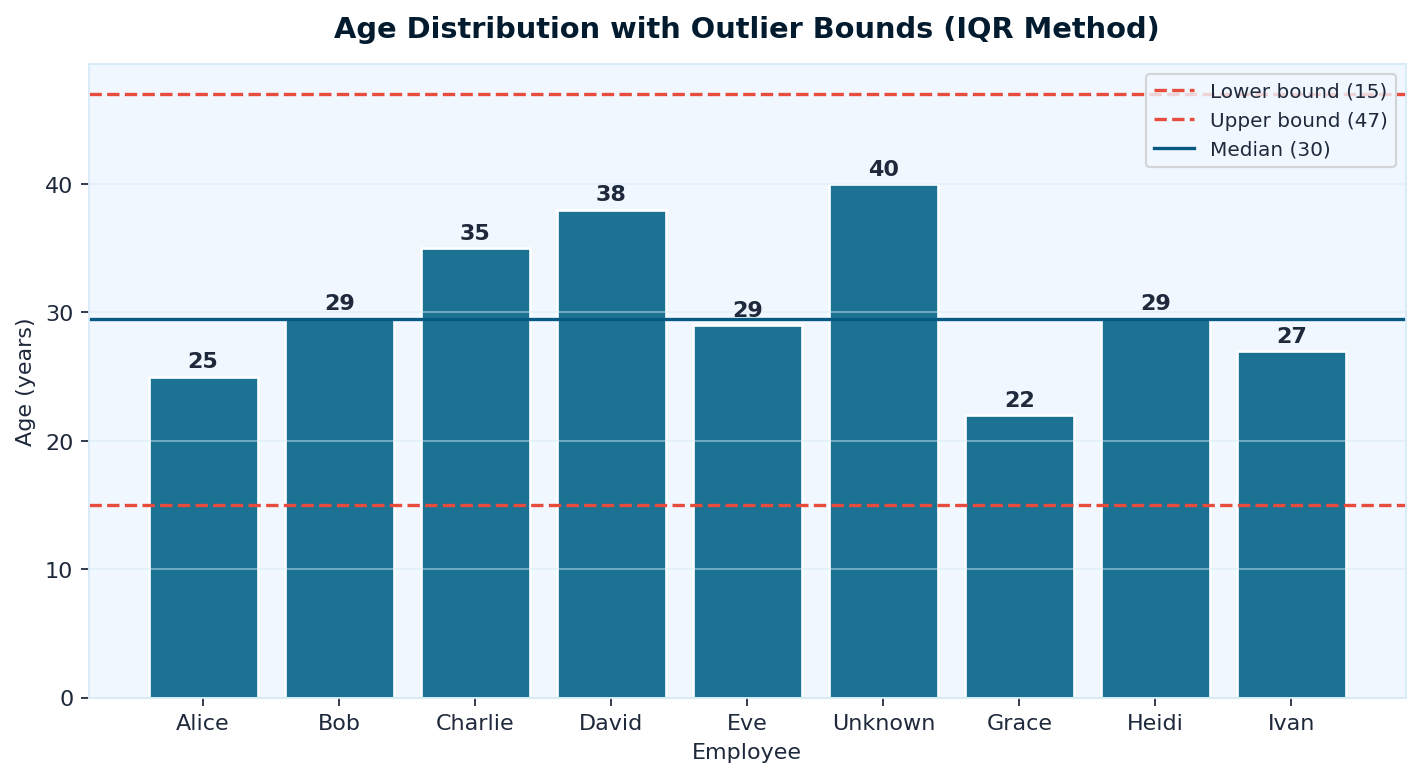 Age Distribution with Outlier Bounds (IQR Method)
Lower bound (15)
Upper bound (47)
Median (30)
Age (years)
40
30
20
10
0
25
29
35
38
29
40
22
29
27
Alice
Bob
Charlie
David
Eve
Unknown
Grace
Heidi
Ivan
Employee